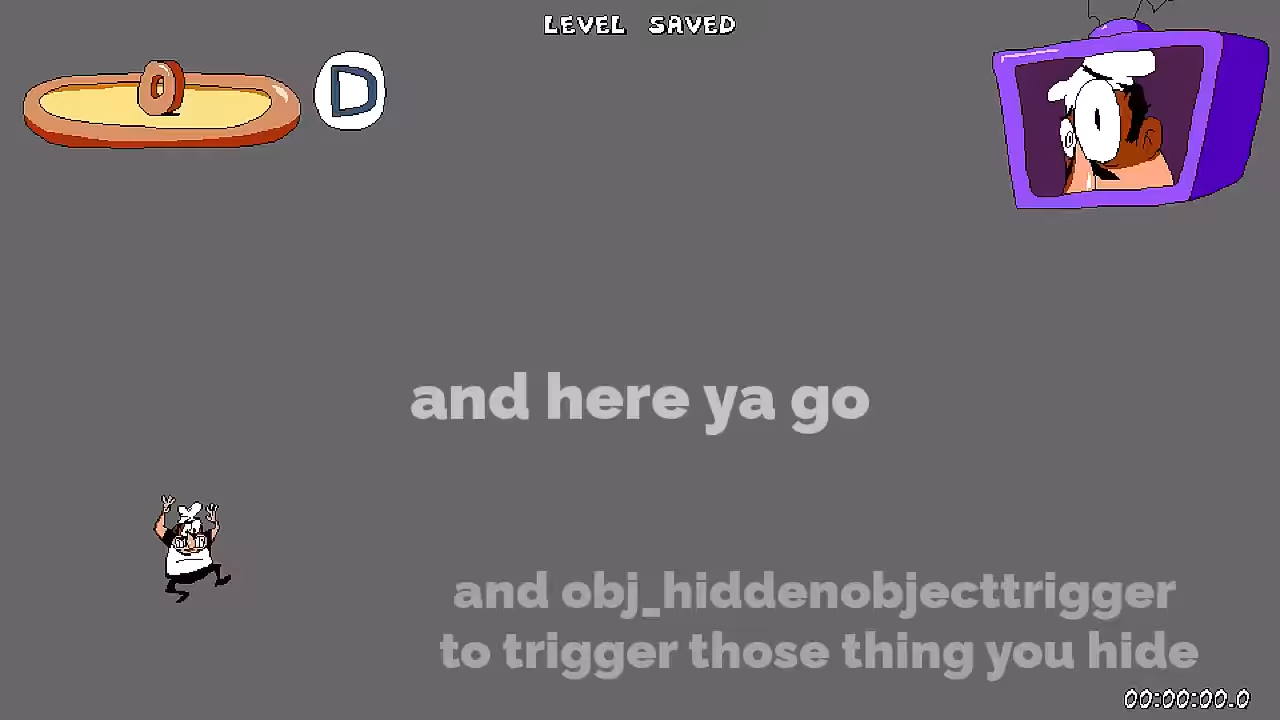 LEVEL SAVED
0
D
and here ya go
and obj_hiddenobjecttrigger
to trigger those thing you hide
00:00:00.0